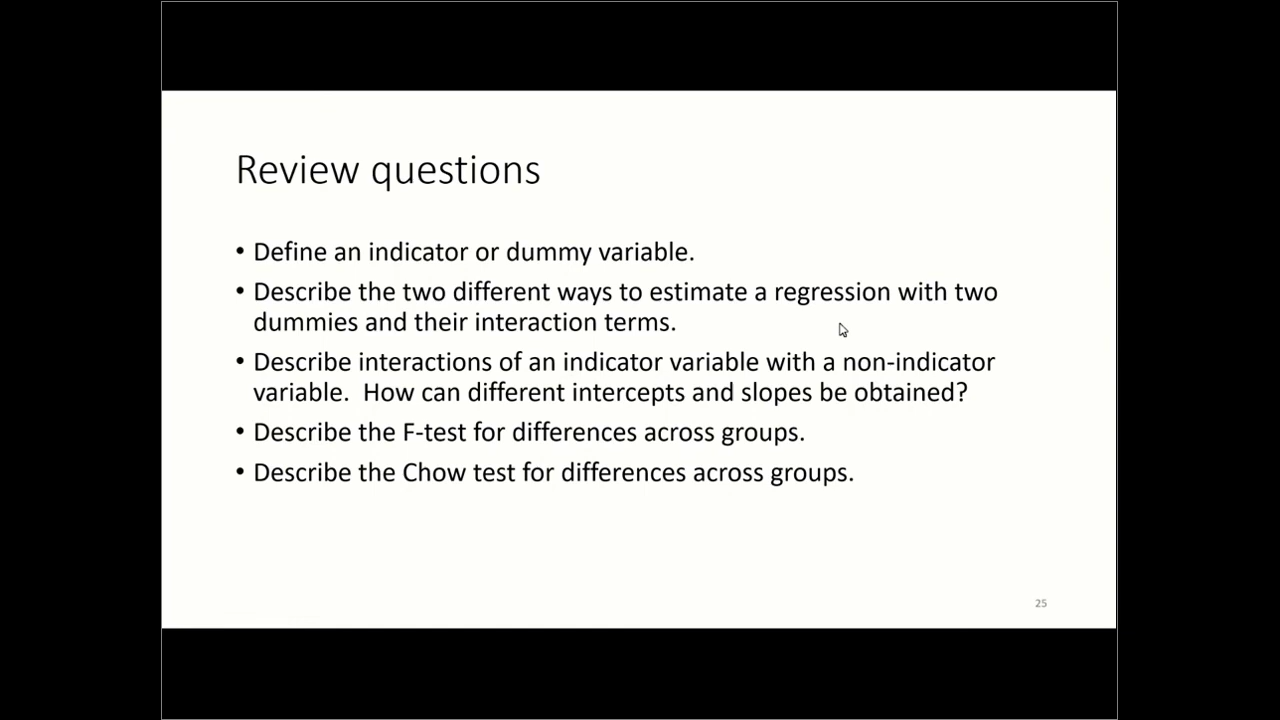 Review questions
• Define an indicator or dummy variable.
• Describe the two different ways to estimate a regression with two
dummies and their interaction terms.
• Describe interactions of an indicator variable with a non-indicator
variable.  How can different intercepts and slopes be obtained?
• Describe the F-test for differences across groups.
• Describe the Chow test for differences across groups.
25